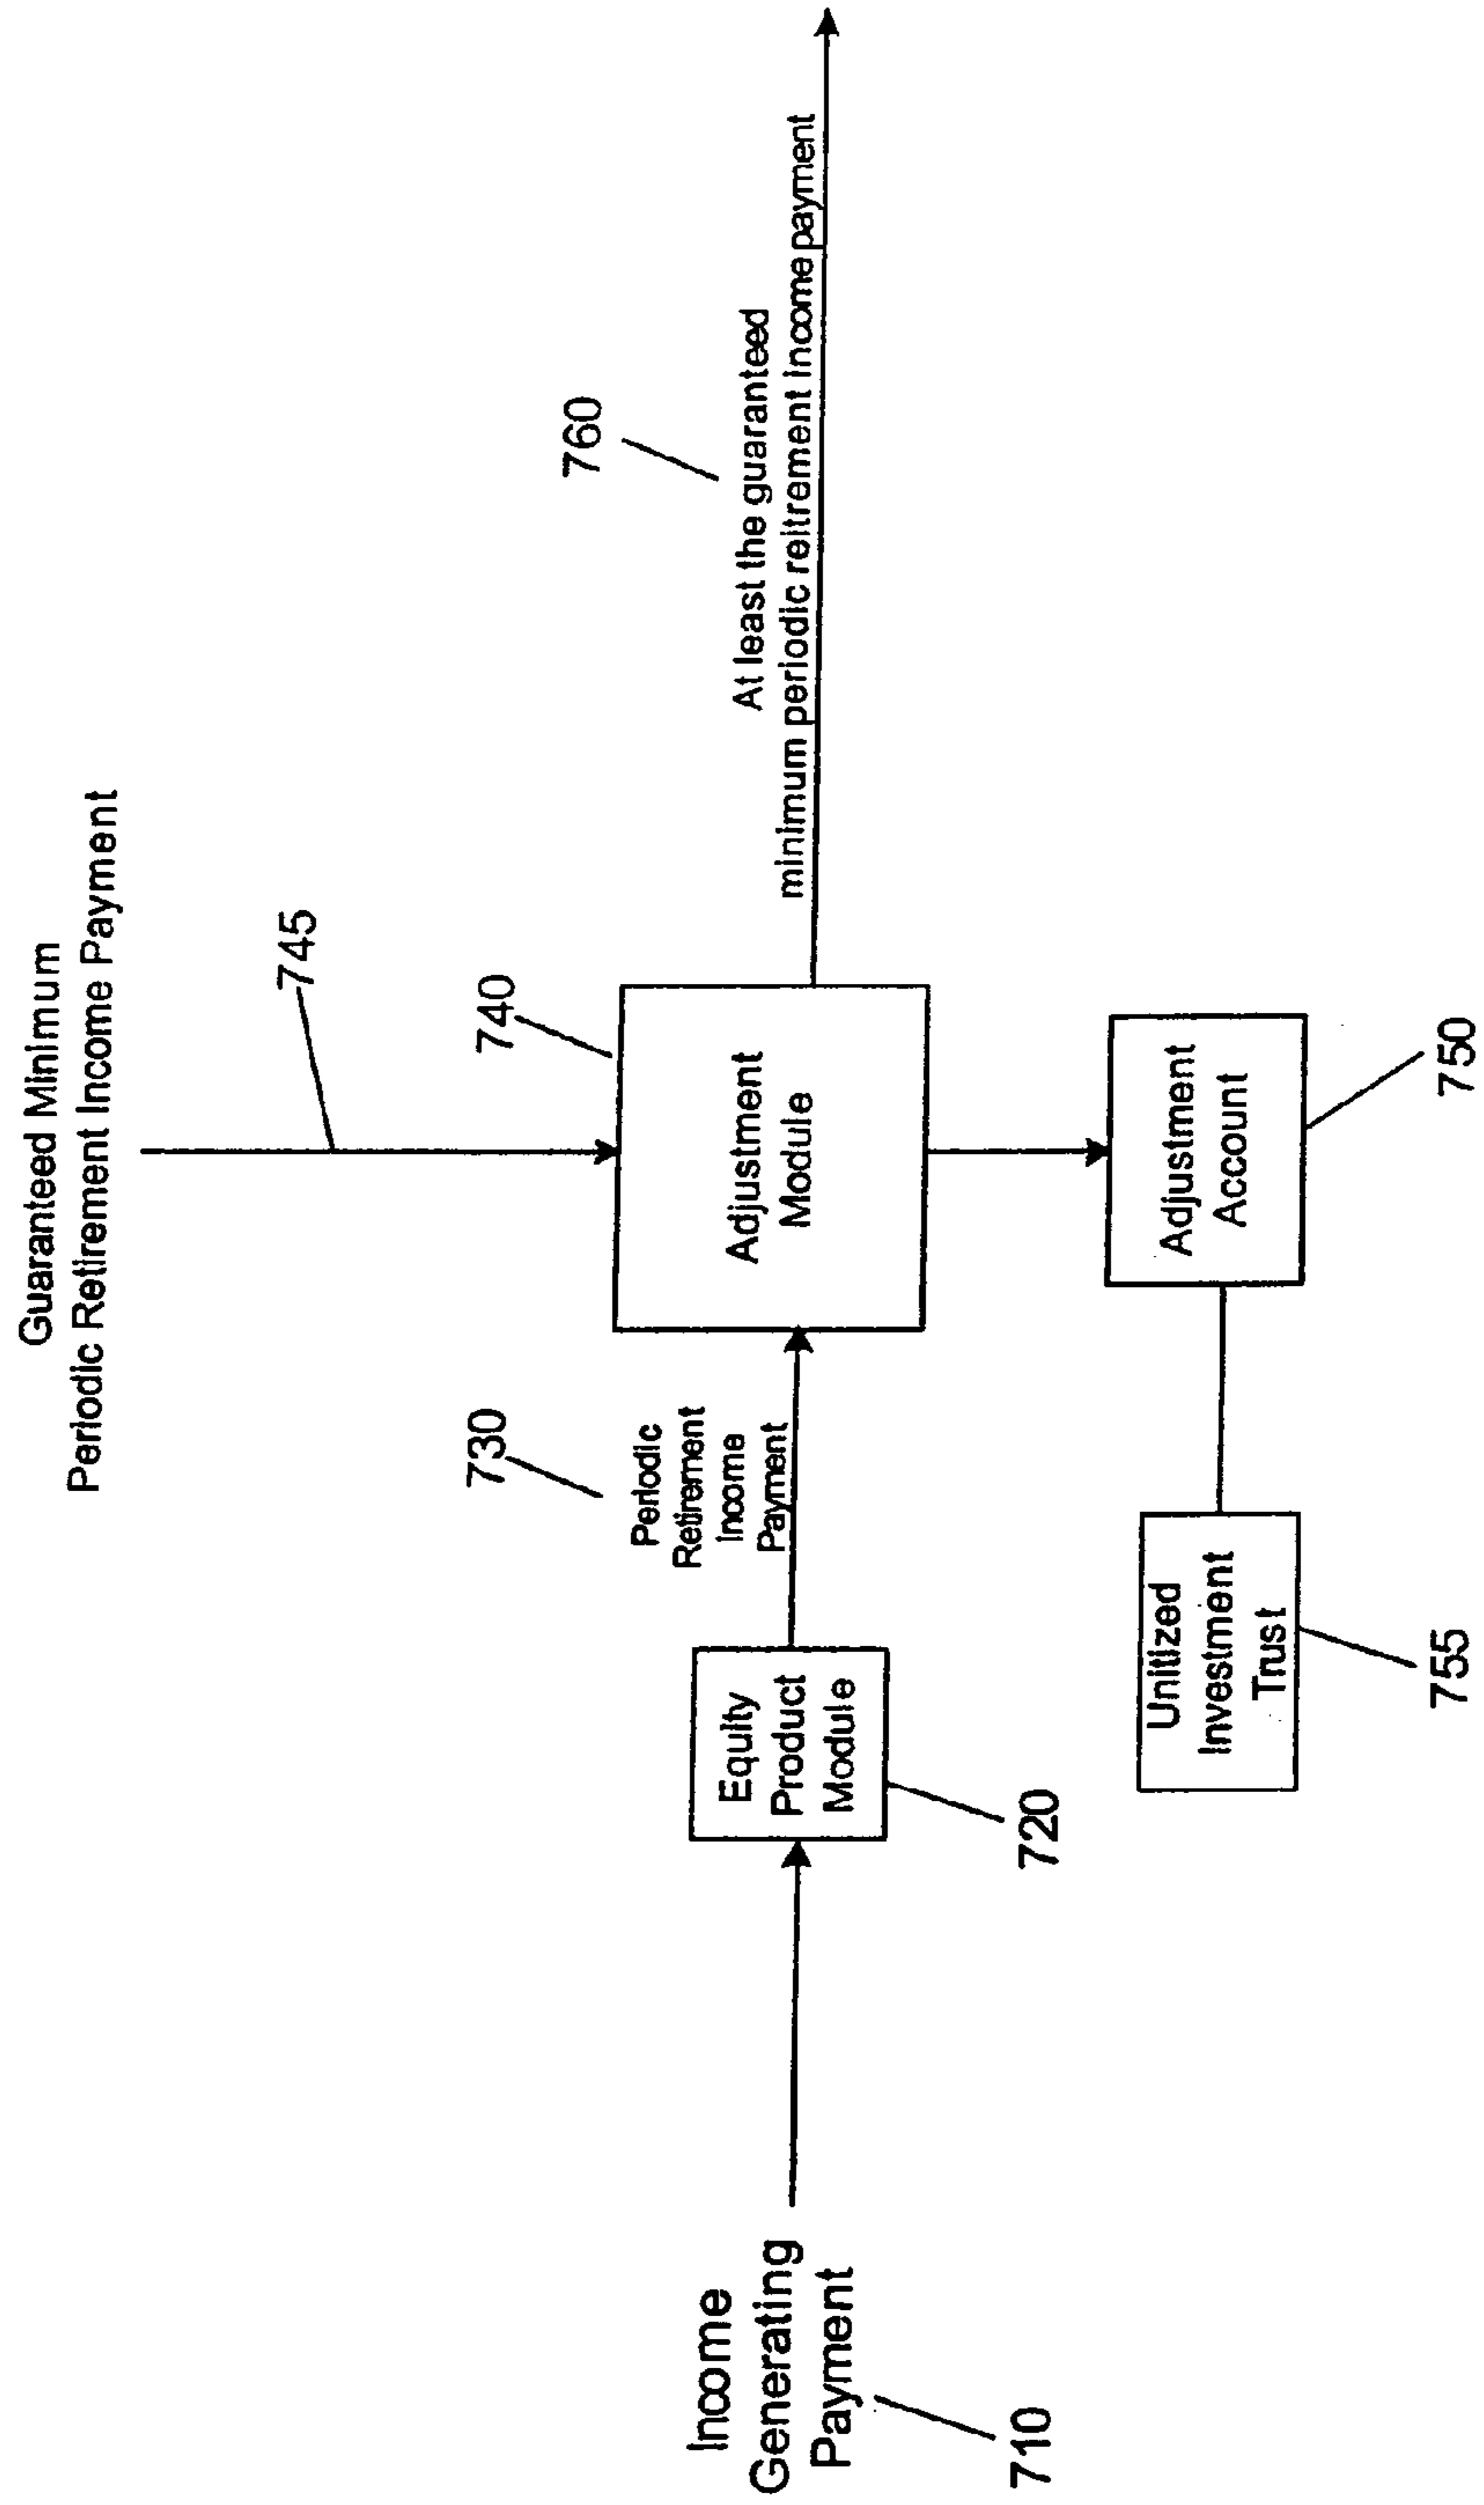 Guaranteed Minimum
Periodic Retirement Income Payment
745
740
730
760
Periodic
Retirement
Income
Payment
At least the guaranteed
minimum periodic reitrement income payment
Income
Generating
Payment
710
Equity
Product
Module
720
Adjustment
Module
Unitized
Investment
Trust
755
Adjustment
Account
750